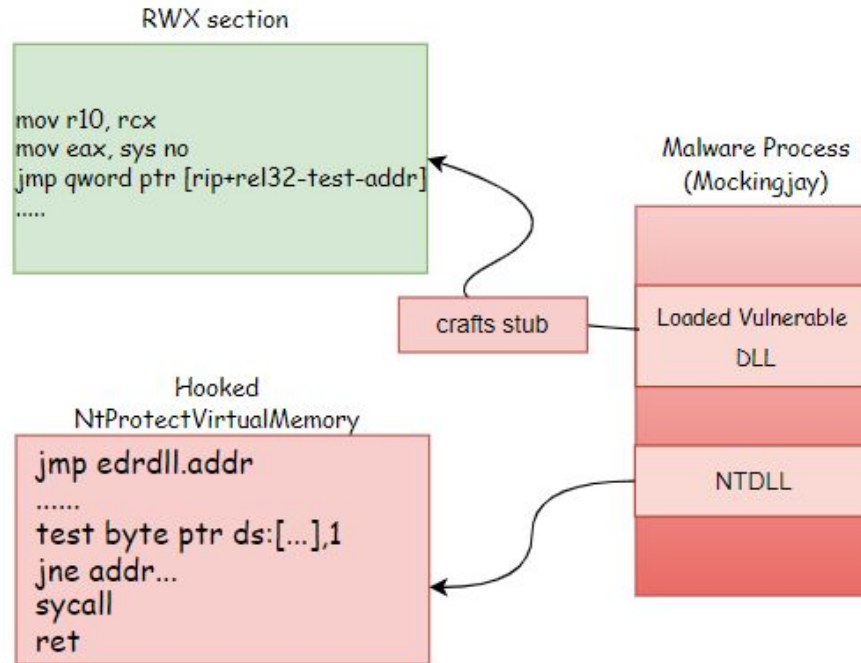 RWX section
mov r10, rcx
mov eax, sys no
jmp qword ptr [rip+rel32-test-addr]
.....
Malware Process
(Mockingjay)
crafts stub
Loaded Vulnerable
DLL
Hooked
NtProtectVirtualMemory
jmp edrdll.addr
......
test byte ptr ds:[...],1
jne addr...
sycall
ret
NTDLL